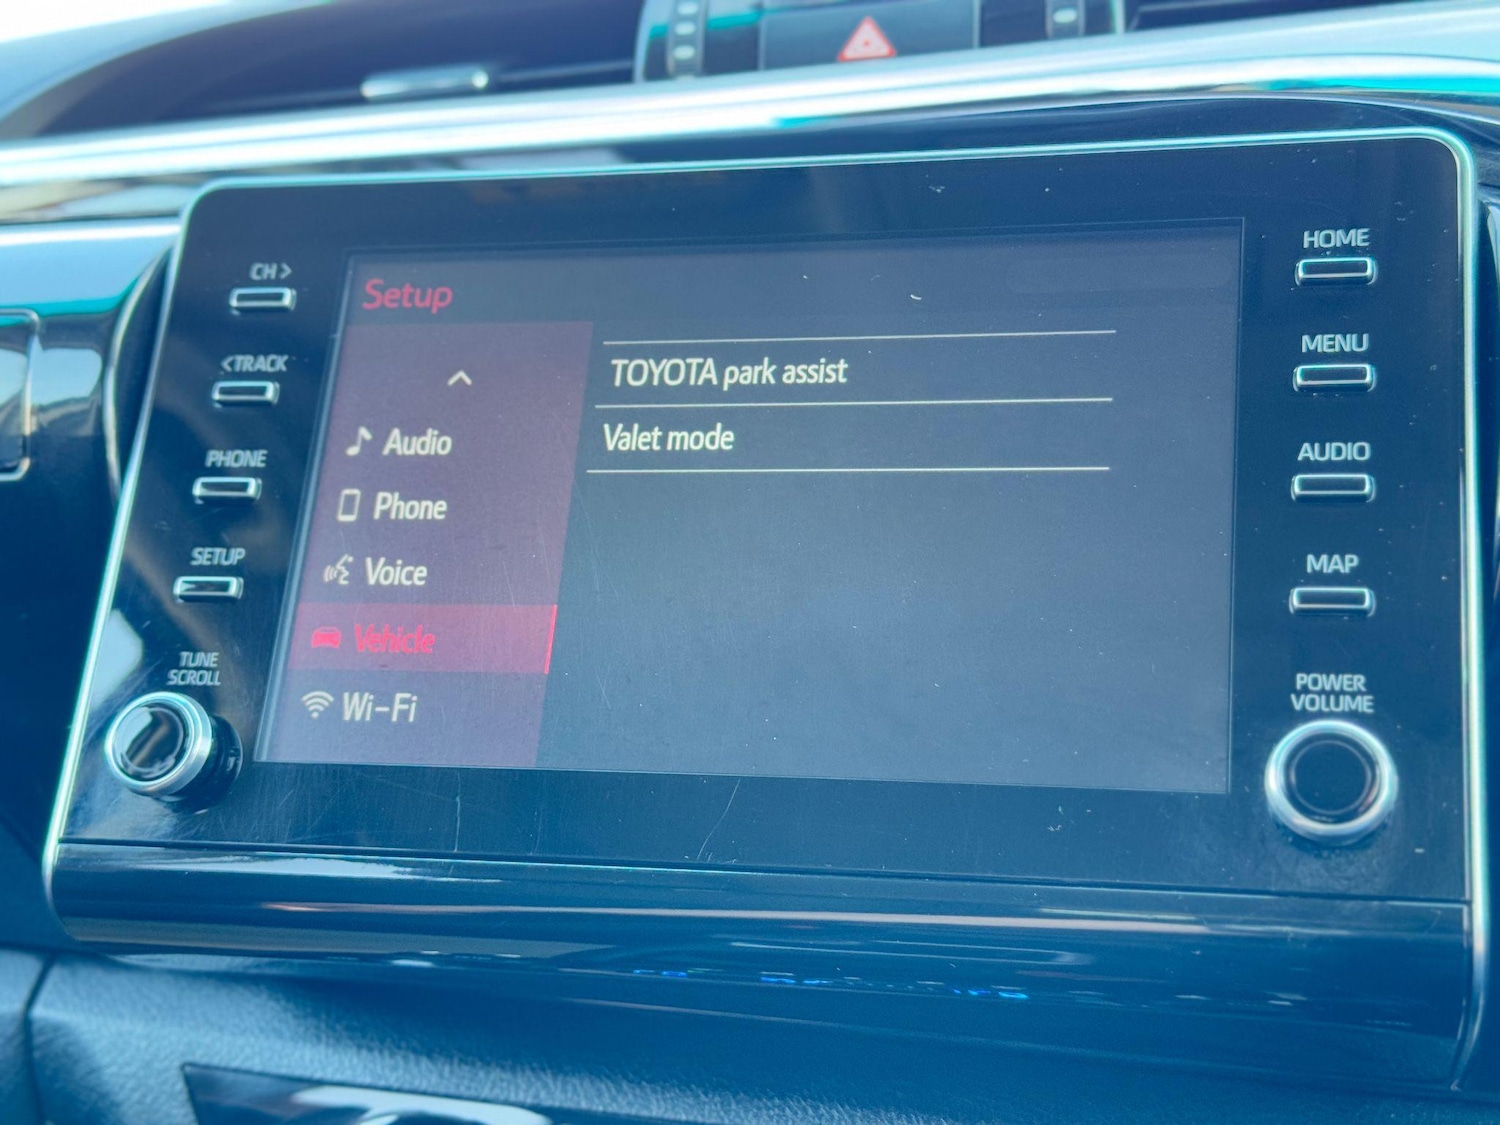 CH >
< TRACK
PHONE
SETUP
TUNE
SCROLL
Setup
Audio
Phone
Voice
Vehicle
Wi-Fi
TOYOTA park assist
Valet mode
HOME
MENU
AUDIO
MAP
POWER
VOLUME